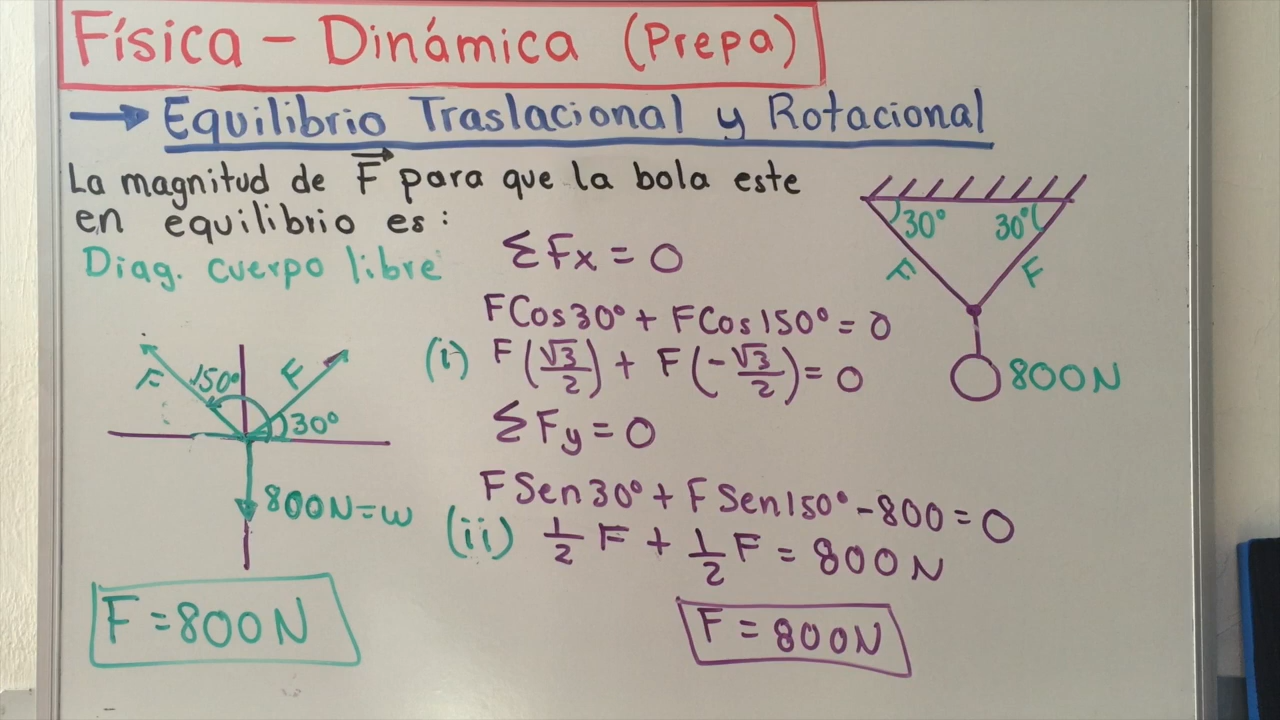 Física - Dinámica (Prepa)
→ Equilibrio Traslacional y Rotacional
La magnitud de F⃗ para que la bola este
en equilibrio es:
Diag. cuerpo libre
F 150° F 30°
800N=w
F = 800N
ΣFx = 0
FCos30° + FCos150° = 0
(i) F(√3/2) + F(-√3/2) = 0
ΣFy = 0
FSen30° + FSen150° - 800 = 0
(ii) 1/2 F + 1/2 F = 800N
F = 800N
30° 30°
F F
800N